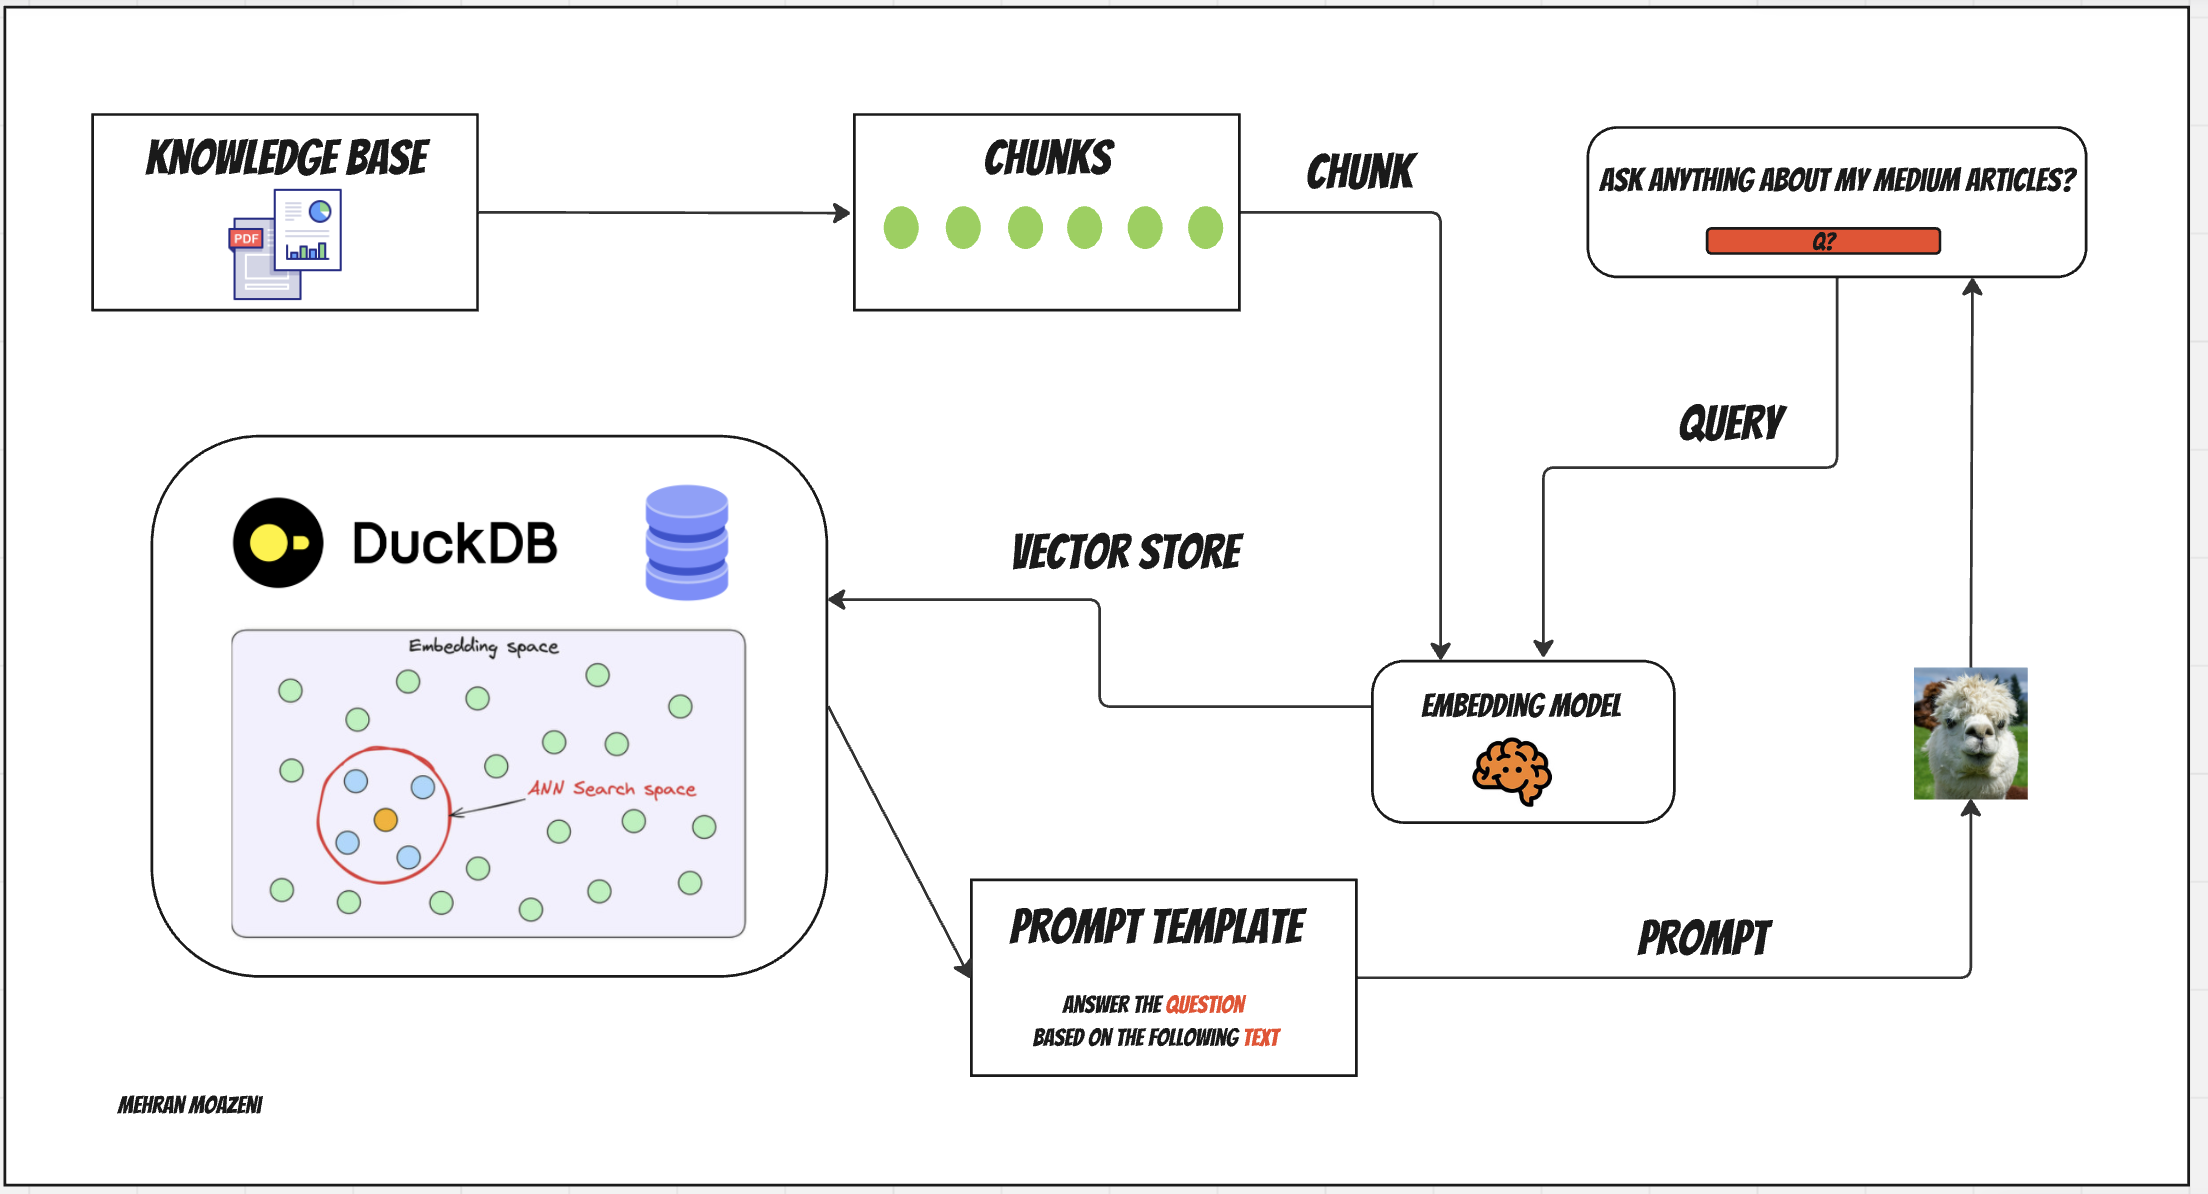 KNOWLEDGE BASE
PDF
CHUNKS
CHUNK
ASK ANYTHING ABOUT MY MEDIUM ARTICLES?
Q?
QUERY
DuckDB
VECTOR STORE
Embedding space
ANN Search space
EMBEDDING MODEL
PROMPT TEMPLATE
ANSWER THE QUESTION
BASED ON THE FOLLOWING TEXT
PROMPT
MEHRAN MOAZENI